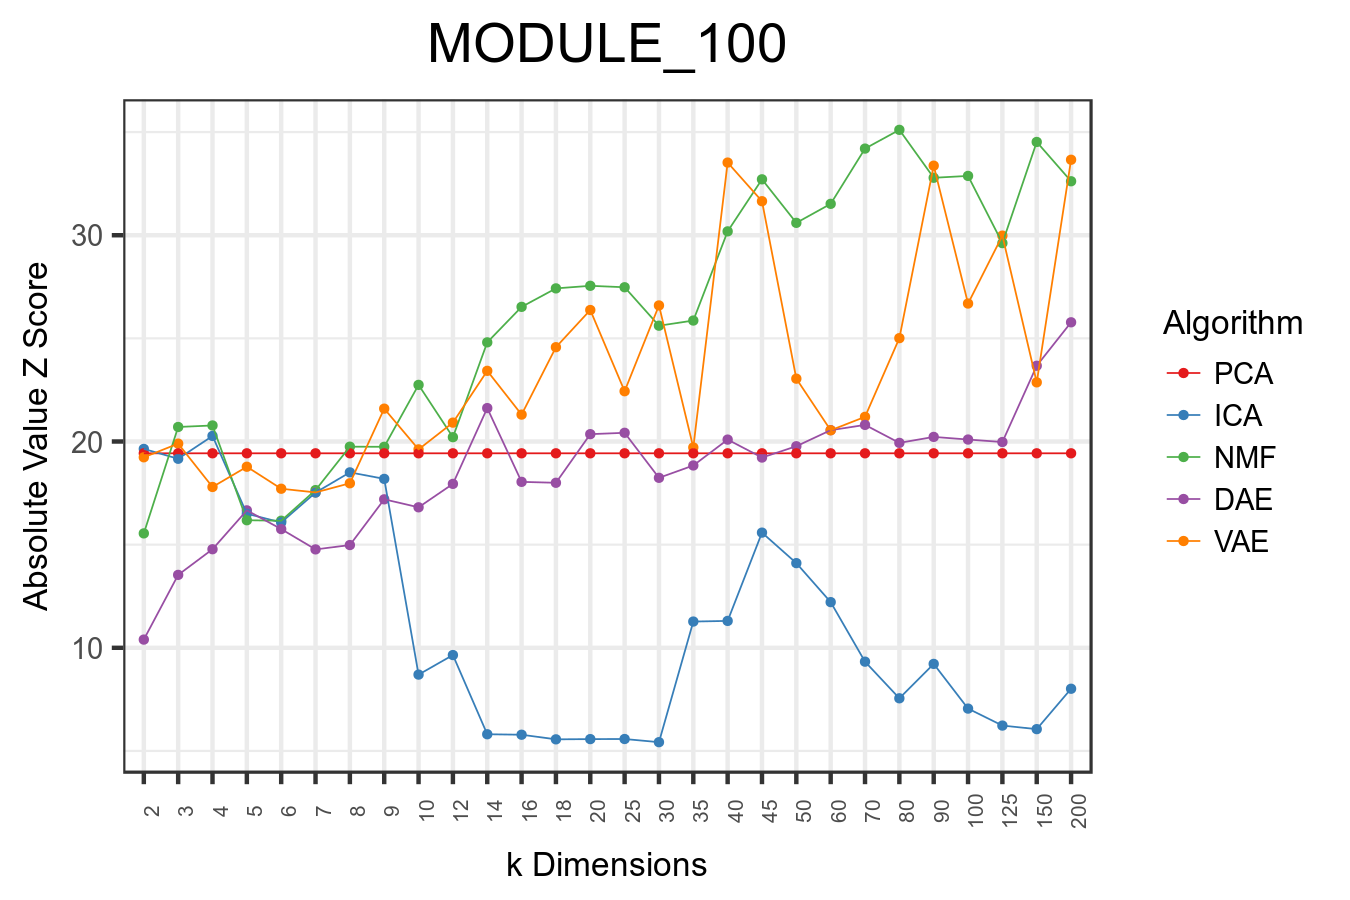 MODULE_100
Absolute Value Z Score
30
20
10
2 3 4 5 6 7 8 9 10 12 14 16 18 20 25 30 35 40 45 50 60 70 80 90 100 125 150 200
k Dimensions
Algorithm
PCA
ICA
NMF
DAE
VAE